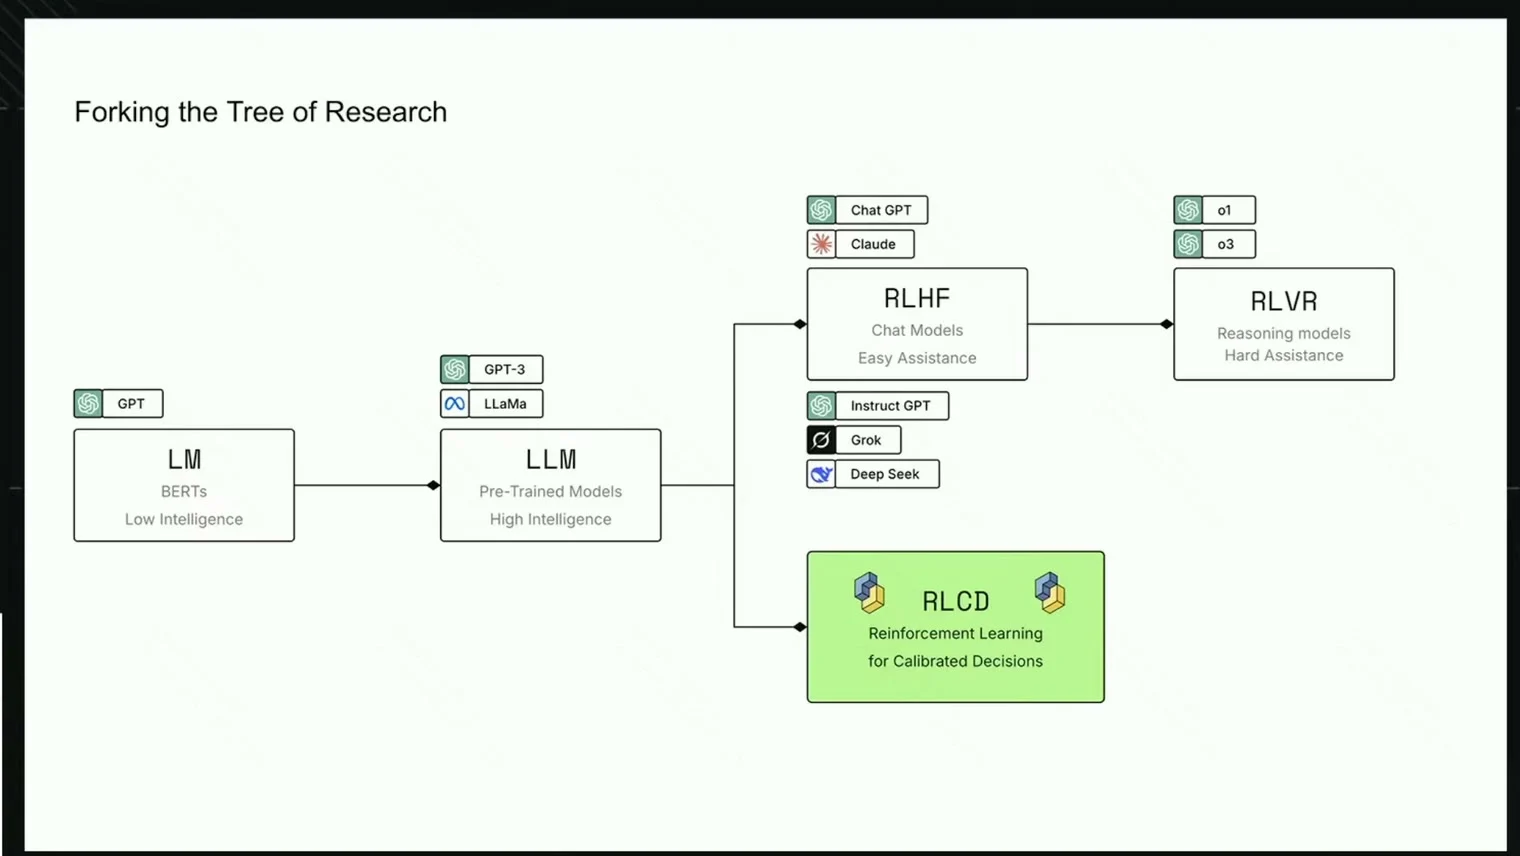 Forking the Tree of Research
GPT
LM
BERTs
Low Intelligence
GPT-3
LLaMa
LLM
Pre-Trained Models
High Intelligence
Chat GPT
Claude
RLHF
Chat Models
Easy Assistance
Instruct GPT
Grok
Deep Seek
o1
o3
RLVR
Reasoning models
Hard Assistance
RLCD
Reinforcement Learning
for Calibrated Decisions